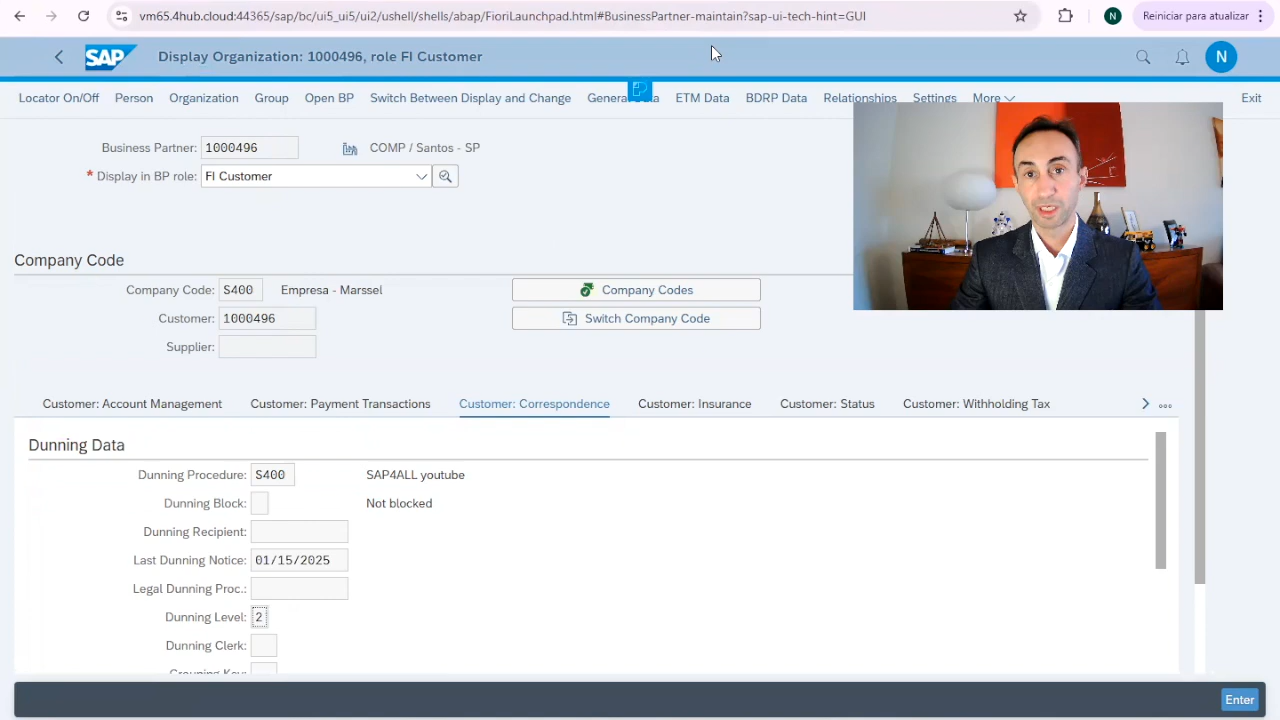 vm65.4hub.cloud:44365/sap/bc/ui5_ui5/ui2/ushell/shells/abap/FioriLaunchpad.html#BusinessPartner-maintain?sap-ui-tech-hint=GUI
N
Reiniciar para atualizar
SAP
Display Organization: 1000496, role FI Customer
N
Locator On/Off
Person
Organization
Group
Open BP
Switch Between Display and Change
ETM Data
BDRP Data
Relationships
Settings
More
Exit
Business Partner: 1000496 COMP / Santos - SP
* Display in BP role: FI Customer
Company Code
Company Code: S400 Empresa - Marssel
Company Codes
Customer: 1000496
Switch Company Code
Supplier:
Customer: Account Management
Customer: Payment Transactions
Customer: Correspondence
Customer: Insurance
Customer: Status
Customer: Withholding Tax
Dunning Data
Dunning Procedure: S400 SAP4ALL youtube
Dunning Block: Not blocked
Dunning Recipient:
Last Dunning Notice: 01/15/2025
Legal Dunning Proc.:
Dunning Level: 2
Dunning Clerk:
Grouping Key:
Enter